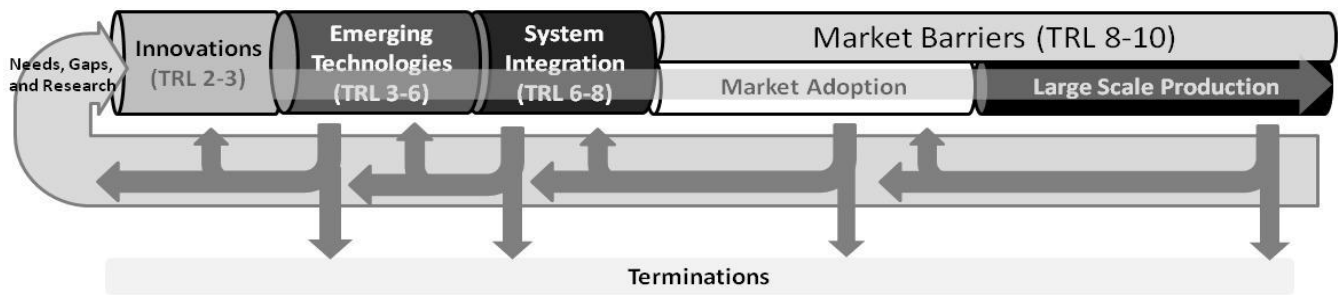 Needs, Gaps,
and Research
Innovations
(TRL 2-3)
Emerging
Technologies
(TRL 3-6)
System
Integration
(TRL 6-8)
Market Barriers (TRL 8-10)
Market Adoption
Large Scale Production
Terminations